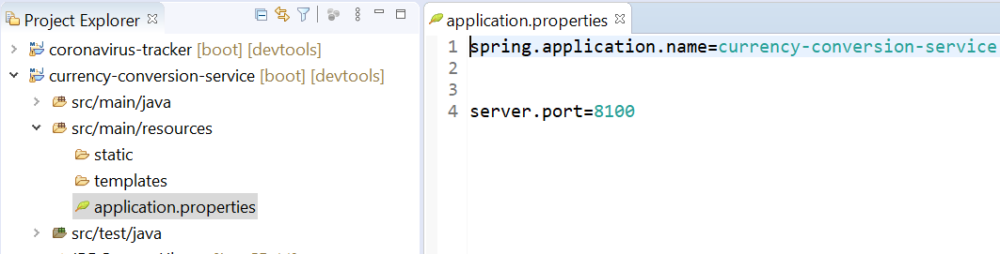 Project Explorer
coronavirus-tracker [boot] [devtools]
currency-conversion-service [boot] [devtools]
src/main/java
src/main/resources
static
templates
application.properties
src/test/java
application.properties
1 spring.application.name=currency-conversion-service
2
3
4 server.port=8100